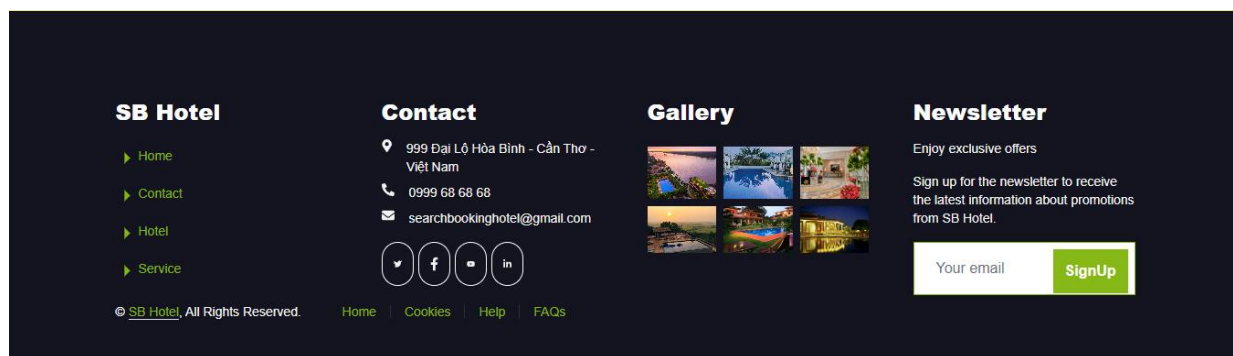 SB Hotel
Home
Contact
Hotel
Service
Contact
999 Đại Lộ Hòa Bình - Cần Thơ -
Việt Nam
0999 68 68 68
searchbookinghotel@gmail.com
Gallery
Newsletter
Enjoy exclusive offers
Sign up for the newsletter to receive
the latest information about promotions
from SB Hotel.
Your email
SignUp
© SB Hotel, All Rights Reserved.
Home
Cookies
Help
FAQs